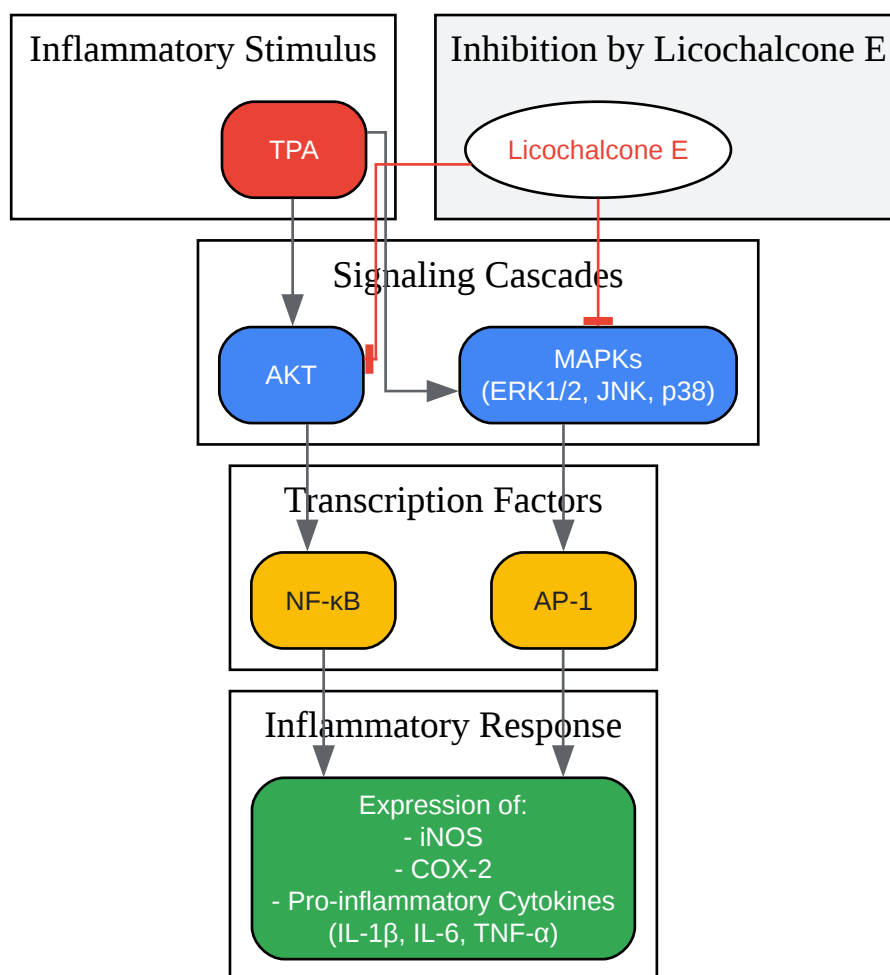 Inflammatory Stimulus
Inhibition by Licochalcone E
TPA
Licochalcone E
Signaling Cascades
AKT
MAPKs
(ERK1/2, JNK, p38)
Transcription Factors
NF-κB
AP-1
Inflammatory Response
Expression of:
- iNOS
- COX-2
- Pro-inflammatory Cytokines
(IL-1β, IL-6, TNF-α)